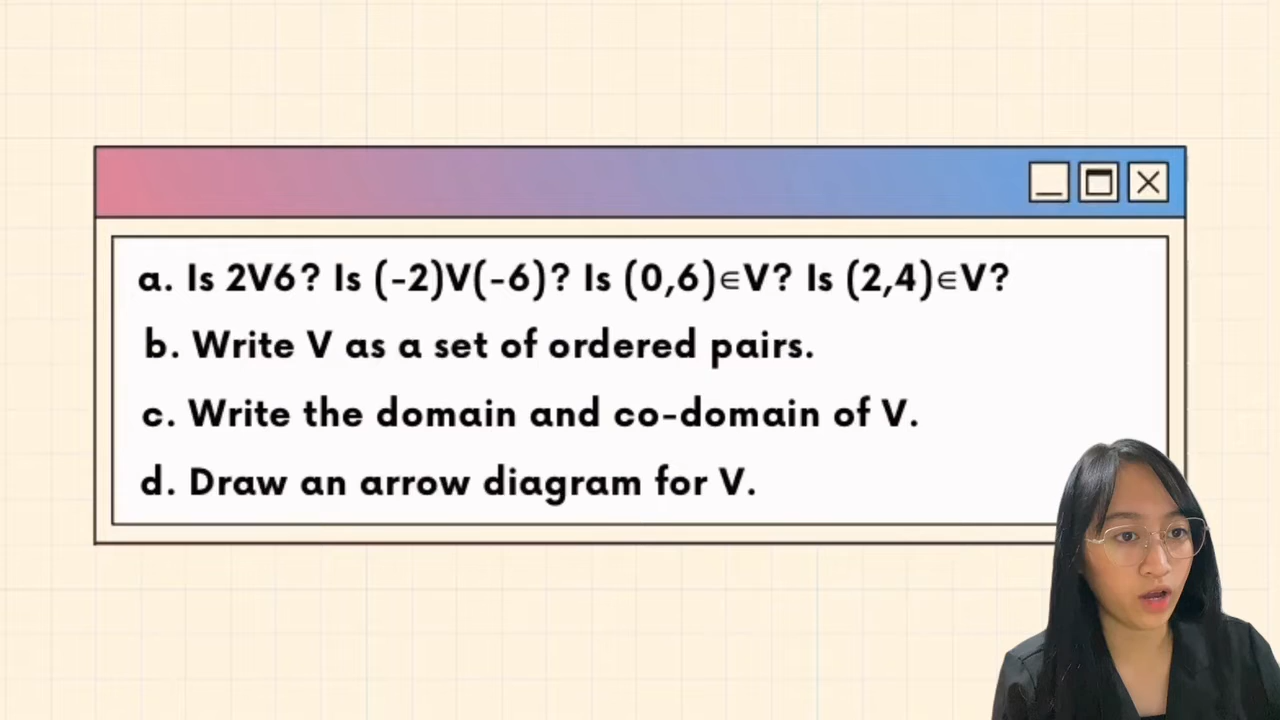 a. Is 2V6? Is (-2)V(-6)? Is (0,6)∈V? Is (2,4)∈V?
b. Write V as a set of ordered pairs.
c. Write the domain and co-domain of V.
d. Draw an arrow diagram for V.